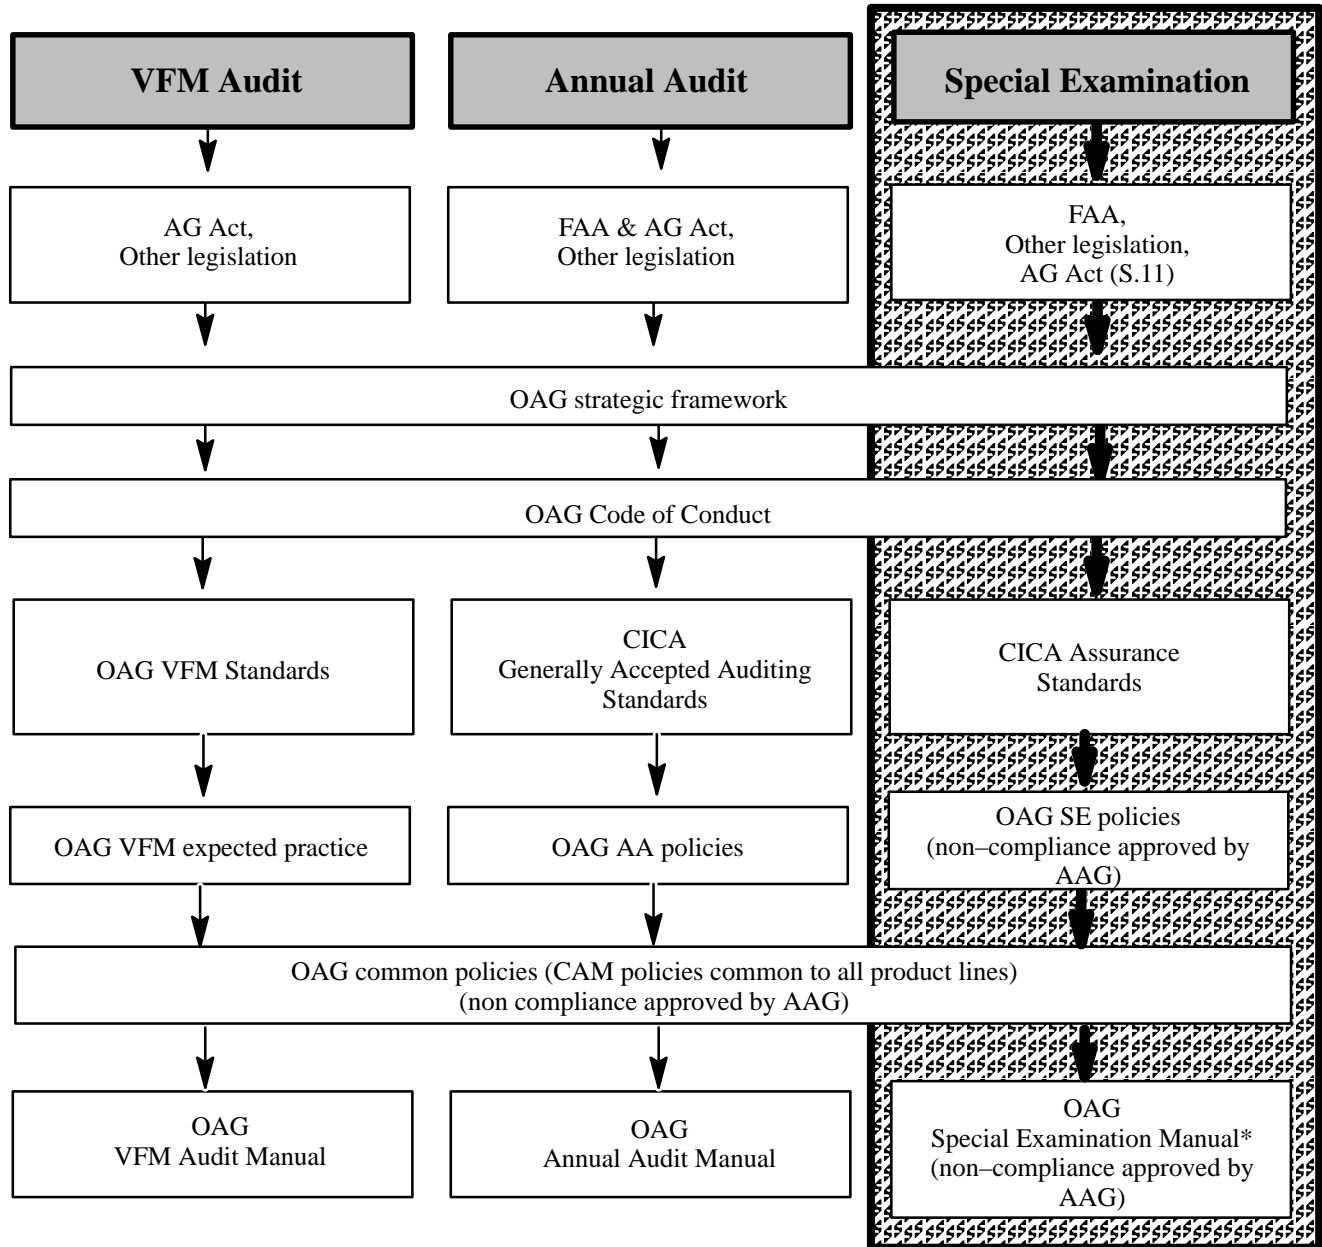 VFM Audit
Annual Audit
Special Examination
AG Act,
Other legislation
FAA & AG Act,
Other legislation
FAA,
Other legislation,
AG Act (S.11)
OAG strategic framework
OAG Code of Conduct
OAG VFM Standards
CICA
Generally Accepted Auditing
Standards
CICA Assurance
Standards
OAG VFM expected practice
OAG AA policies
OAG SE policies
(non–compliance approved by
AAG)
OAG common policies (CAM policies common to all product lines)
(non compliance approved by AAG)
OAG
VFM Audit Manual
OAG
Annual Audit Manual
OAG
Special Examination Manual*
(non–compliance approved by
AAG)